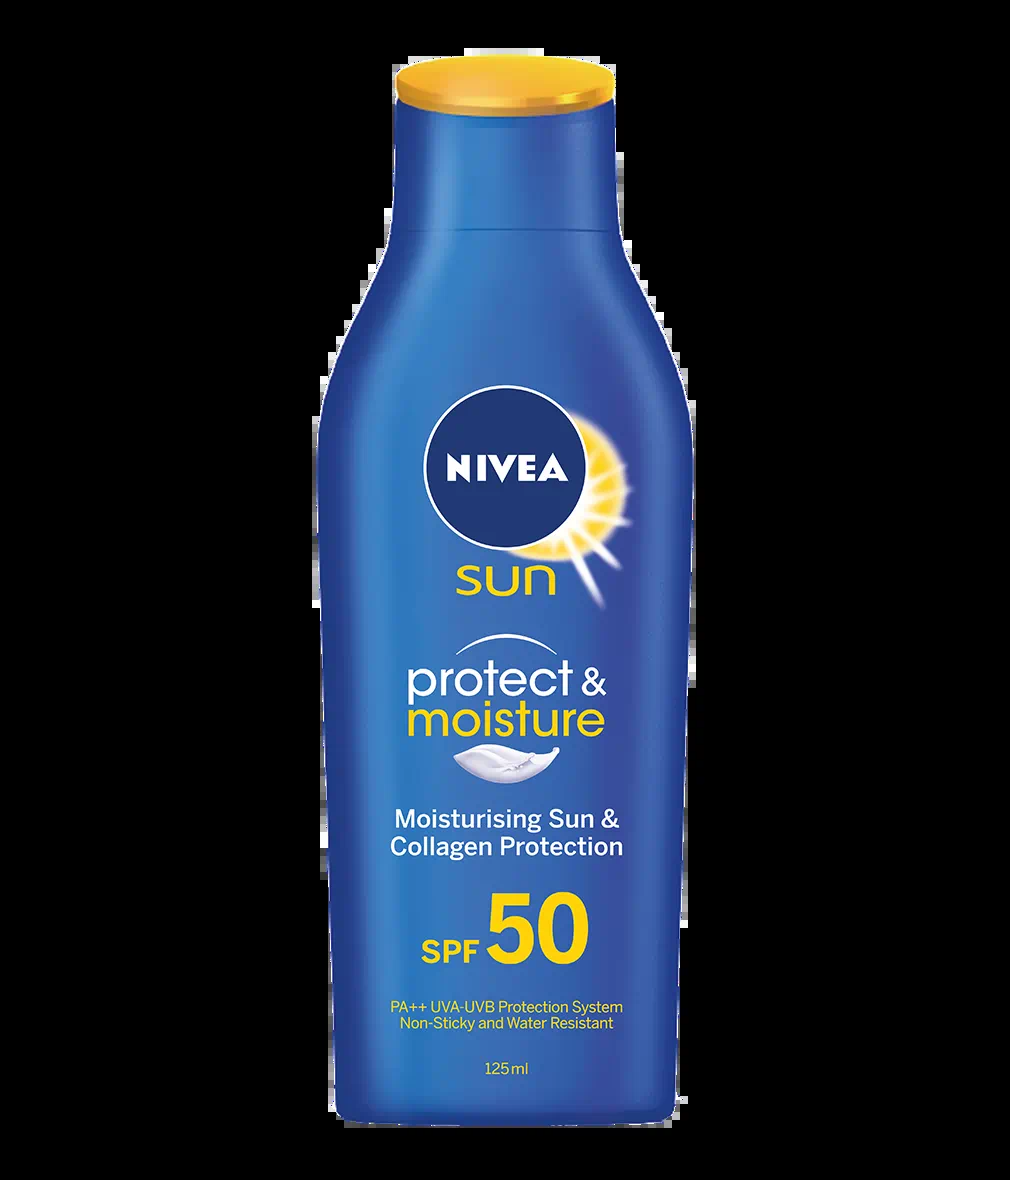 NIVEA
sun
protect &
moisture
Moisturising Sun &
Collagen Protection
SPF 50
PA++ UVA-UVB Protection System
Non-Sticky and Water Resistant
125ml